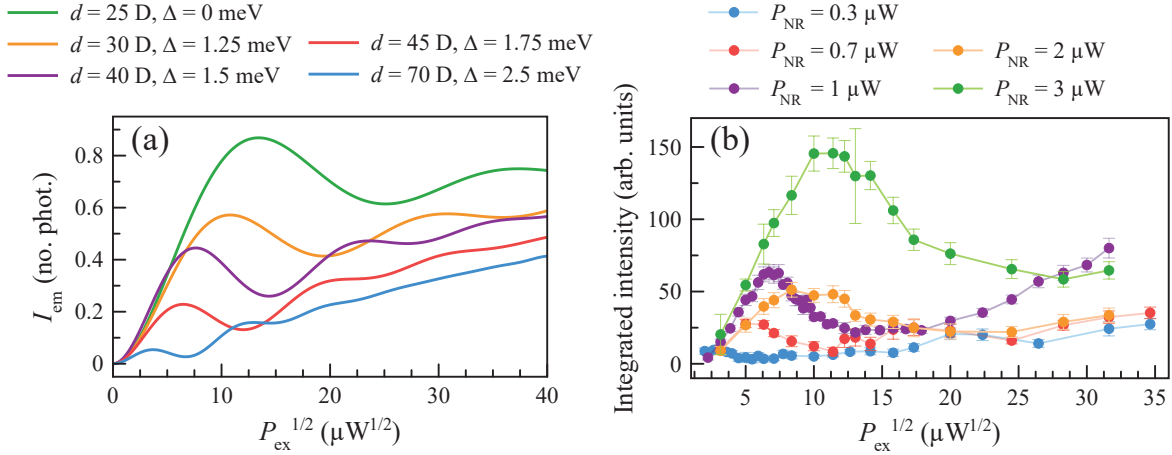 d = 25 D, Δ = 0 meV
d = 30 D, Δ = 1.25 meV
d = 40 D, Δ = 1.5 meV
d = 45 D, Δ = 1.75 meV
d = 70 D, Δ = 2.5 meV
(a)
I_em (no. phot.)
0.8
0.6
0.4
0.2
0
0 10 20 30 40
P_ex^1/2 (μW^1/2)
P_NR = 0.3 μW
P_NR = 0.7 μW
P_NR = 1 μW
P_NR = 2 μW
P_NR = 3 μW
(b)
Integrated intensity (arb. units)
150
100
50
0
5 10 15 20 25 30 35
P_ex^1/2 (μW^1/2)